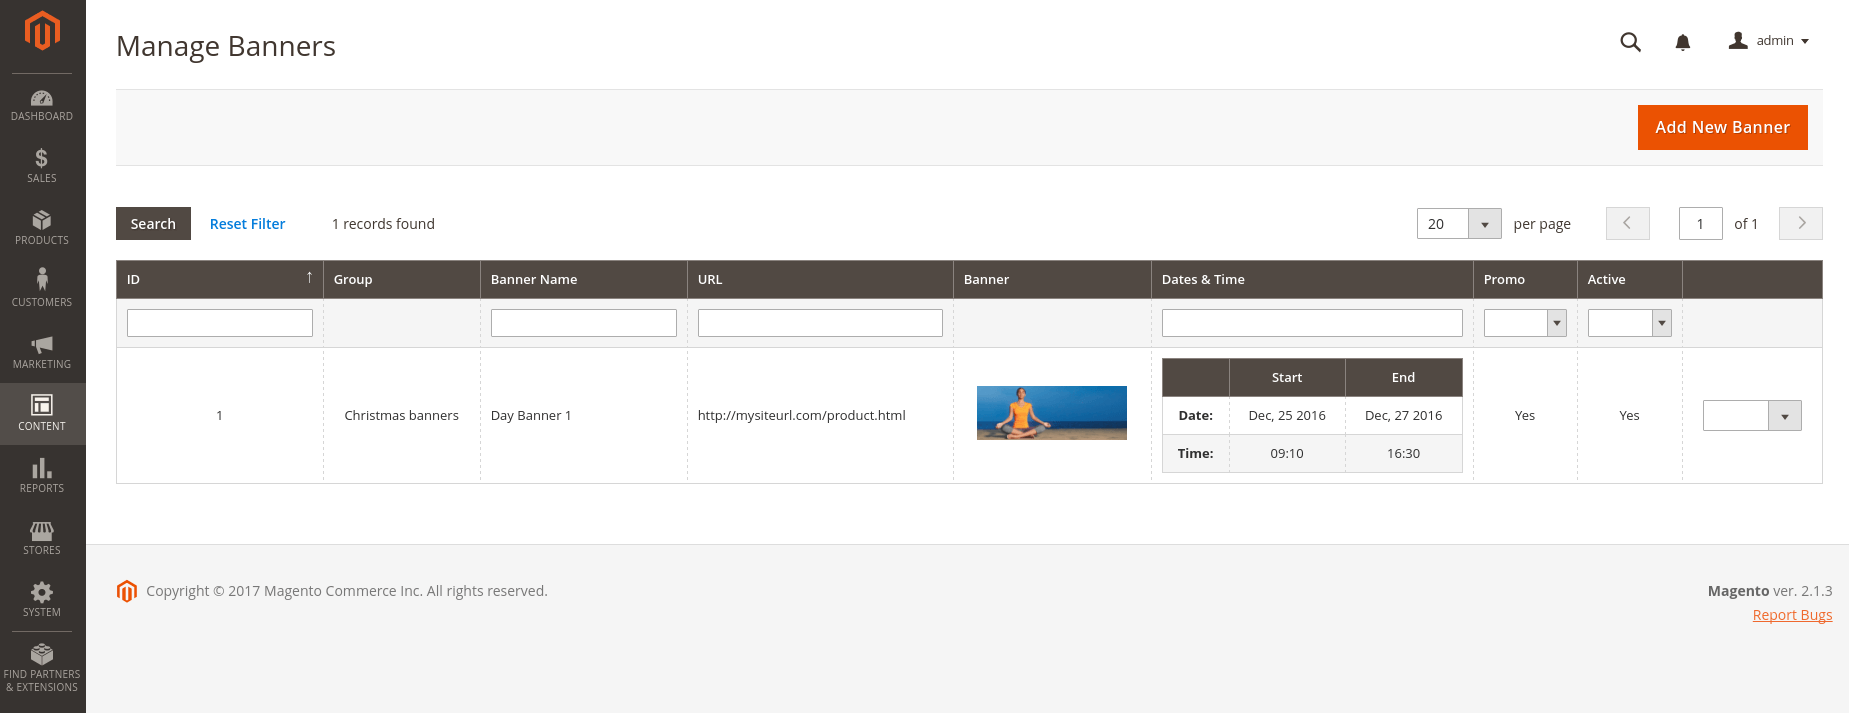 Manage Banners
admin
Add New Banner
DASHBOARD
SALES
PRODUCTS
CUSTOMERS
MARKETING
CONTENT
REPORTS
STORES
SYSTEM
FIND PARTNERS
& EXTENSIONS
Search Reset Filter 1 records found 20 per page 1 of 1
ID ↑ Group Banner Name URL Banner Dates & Time Promo Active
Start End
1 Christmas banners Day Banner 1 http://mysiteurl.com/product.html Date: Dec, 25 2016 Dec, 27 2016 Yes Yes
Time: 09:10 16:30
Copyright © 2017 Magento Commerce Inc. All rights reserved.
Magento ver. 2.1.3
Report Bugs